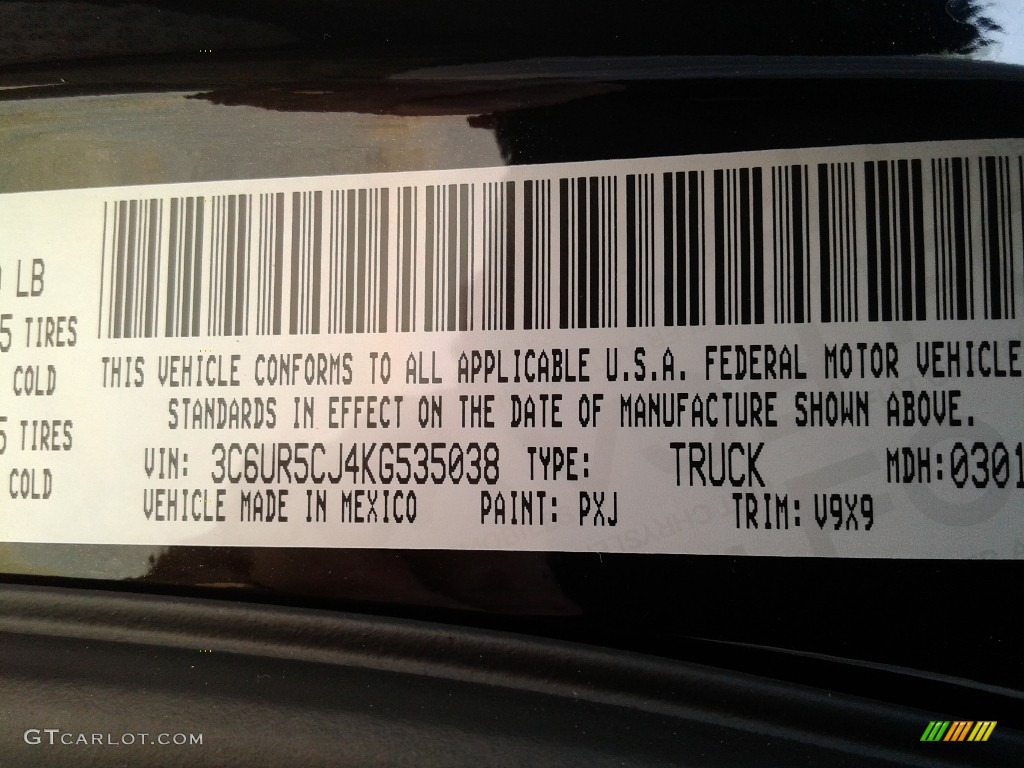 LB
5 TIRES
COLD
5 TIRES
COLD
THIS VEHICLE CONFORMS TO ALL APPLICABLE U.S.A. FEDERAL MOTOR VEHICLE
STANDARDS IN EFFECT ON THE DATE OF MANUFACTURE SHOWN ABOVE.
VIN: 3C6UR5CJ4KG535038 TYPE: TRUCK MDH:0301
VEHICLE MADE IN MEXICO PAINT: PXJ TRIM: V9X9
GTCARLOT.COM